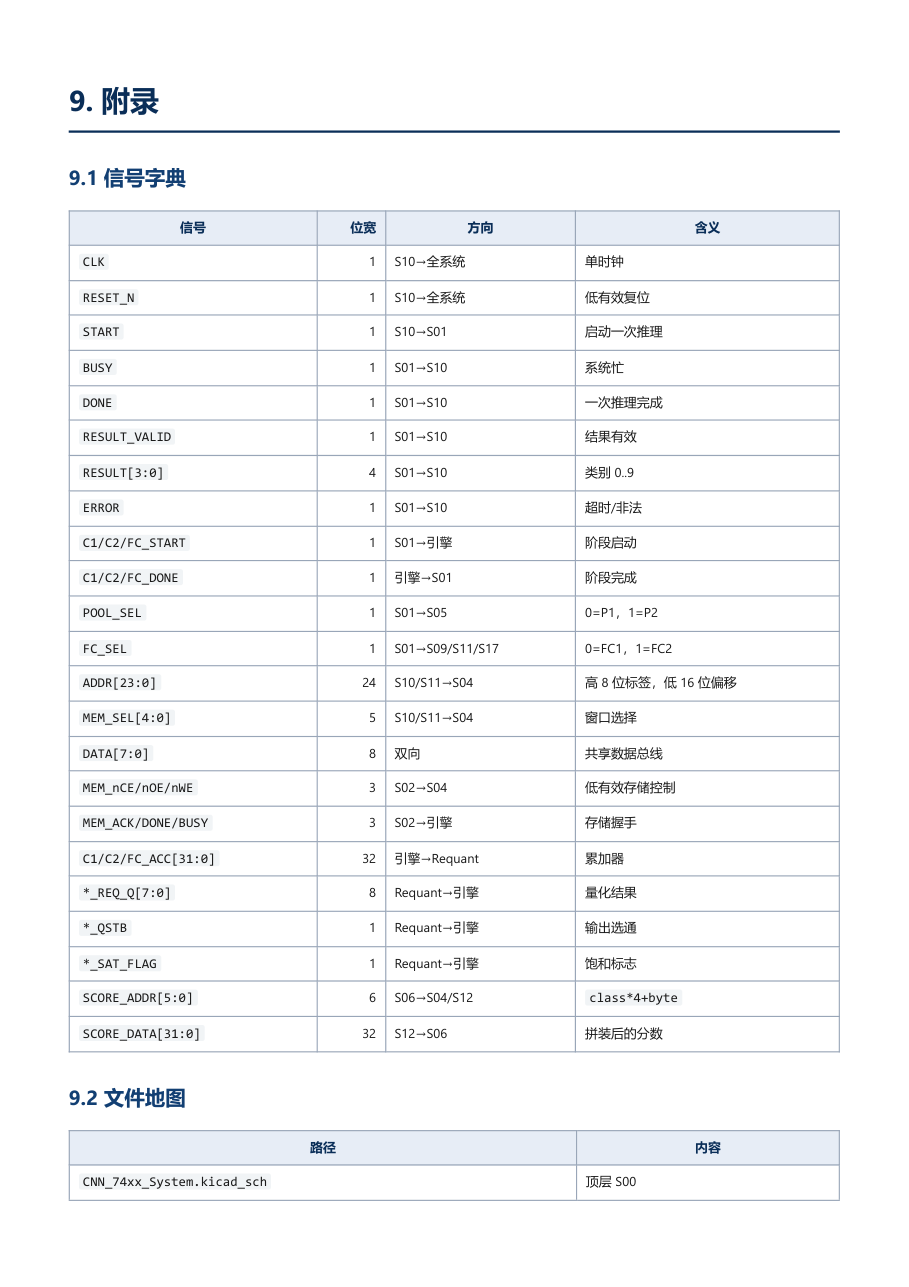 9. 附录
9.1 信号字典
信号 位宽 方向 含义
CLK 1 S10→全系统 单时钟
RESET_N 1 S10→全系统 低有效复位
START 1 S10→S01 启动一次推理
BUSY 1 S01→S10 系统忙
DONE 1 S01→S10 一次推理完成
RESULT_VALID 1 S01→S10 结果有效
RESULT[3:0] 4 S01→S10 类别 0..9
ERROR 1 S01→S10 超时/非法
C1/C2/FC_START 1 S01→引擎 阶段启动
C1/C2/FC_DONE 1 引擎→S01 阶段完成
POOL_SEL 1 S01→S05 0=P1，1=P2
FC_SEL 1 S01→S09/S11/S17 0=FC1，1=FC2
ADDR[23:0] 24 S10/S11→S04 高 8 位标签，低 16 位偏移
MEM_SEL[4:0] 5 S10/S11→S04 窗口选择
DATA[7:0] 8 双向 共享数据总线
MEM_nCE/nOE/nWE 3 S02→S04 低有效存储控制
MEM_ACK/DONE/BUSY 3 S02→引擎 存储握手
C1/C2/FC_ACC[31:0] 32 引擎→Requant 累加器
*_REQ_Q[7:0] 8 Requant→引擎 量化结果
*_QSTB 1 Requant→引擎 输出选通
*_SAT_FLAG 1 Requant→引擎 饱和标志
SCORE_ADDR[5:0] 6 S06→S04/S12 class*4+byte
SCORE_DATA[31:0] 32 S12→S06 拼装后的分数
9.2 文件地图
路径 内容
CNN_74xx_System.kicad_sch 顶层 S00